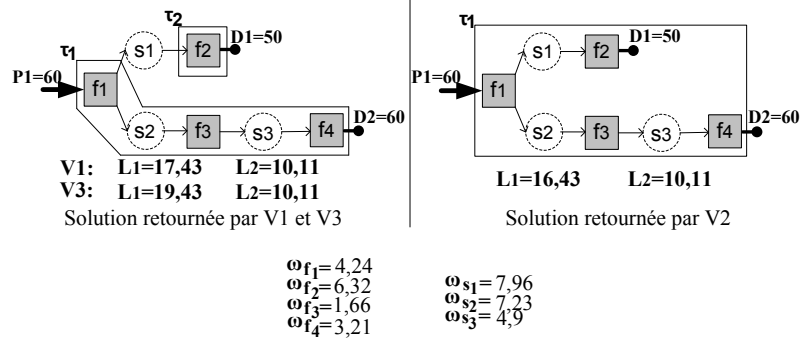 τ2
D1=50
s1
f2
τ1
P1=60
f1
D2=60
s2
f3
s3
f4
V1: L1=17,43 L2=10,11
V3: L1=19,43 L2=10,11
Solution retournée par V1 et V3
τ1
D1=50
s1
f2
P1=60
f1
D2=60
s2
f3
s3
f4
L1=16,43 L2=10,11
Solution retournée par V2
ωf1=4,24
ωf2=6,32
ωf3=1,66
ωf4=3,21
ωs1=7,96
ωs2=7,23
ωs3=4,9